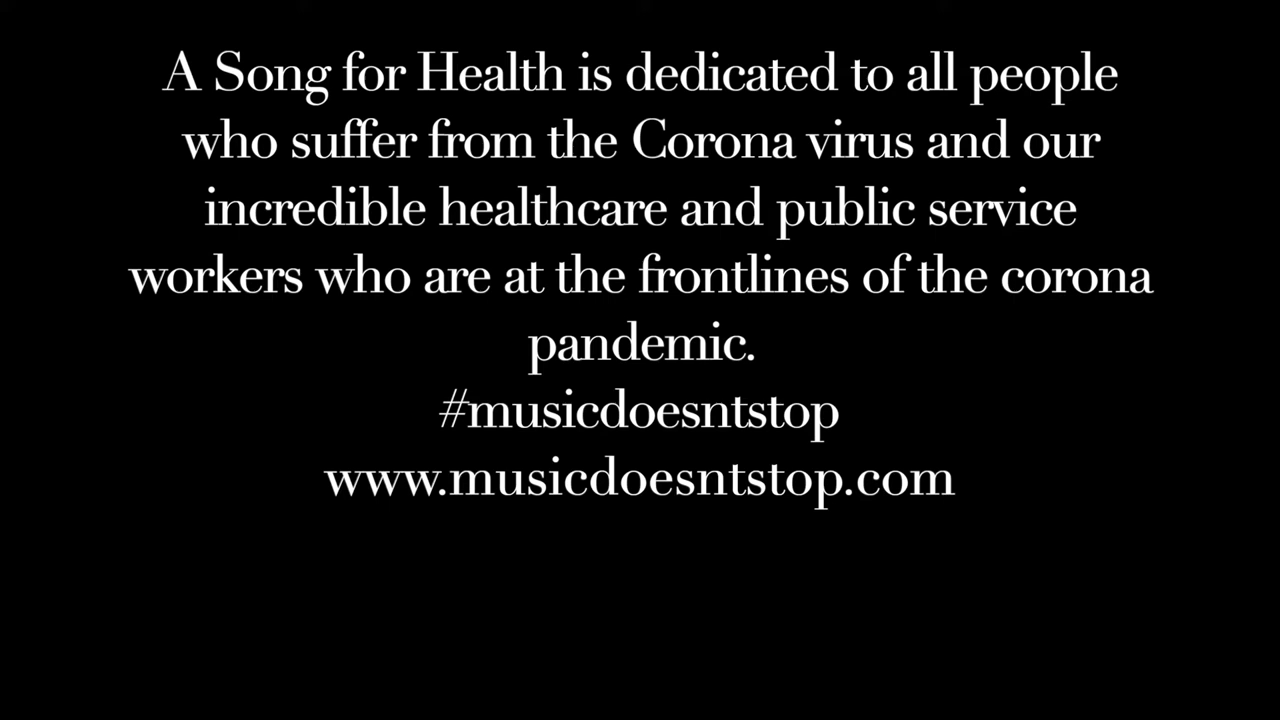 A Song for Health is dedicated to all people
who suffer from the Corona virus and our
incredible healthcare and public service
workers who are at the frontlines of the corona
pandemic.
#musicdoesntstop
www.musicdoesntstop.com